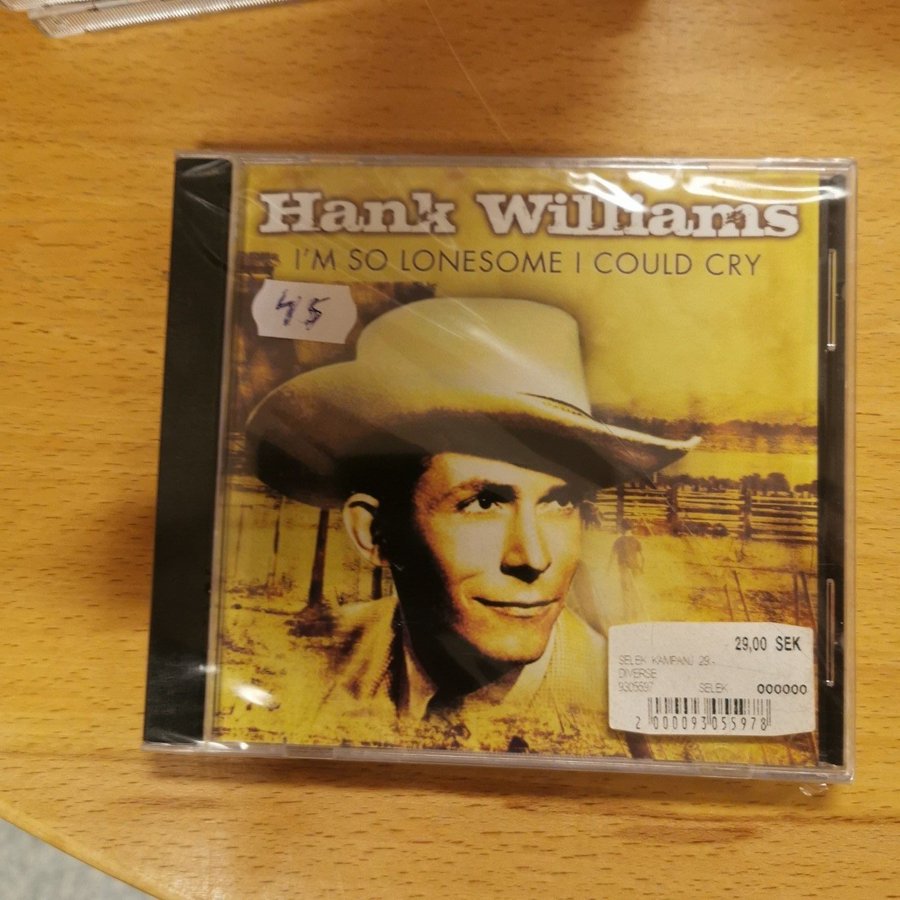 Hank Williams
I'M SO LONESOME I COULD CRY
45
29,00 SEK
SELEK KAMPANJ 29:-
DIVERSE
9305597 SELEK 000000
2 000093 055978